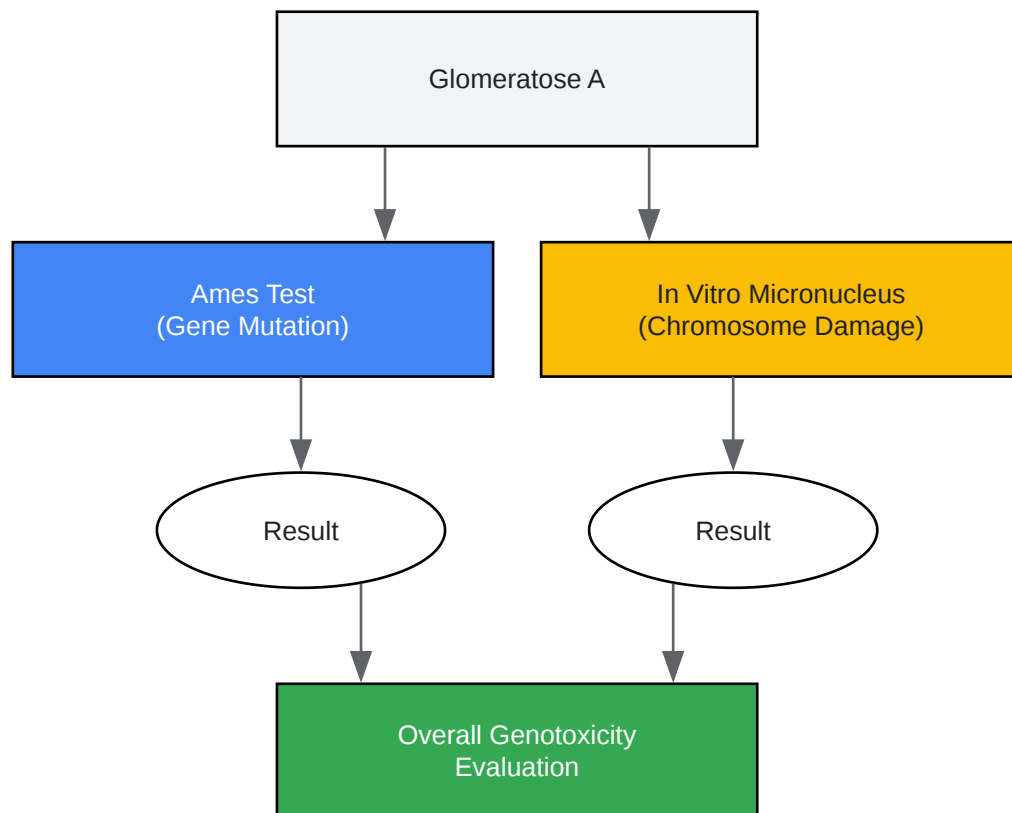 Glomeratose A
Ames Test
(Gene Mutation)
In Vitro Micronucleus
(Chromosome Damage)
Result
Result
Overall Genotoxicity
Evaluation